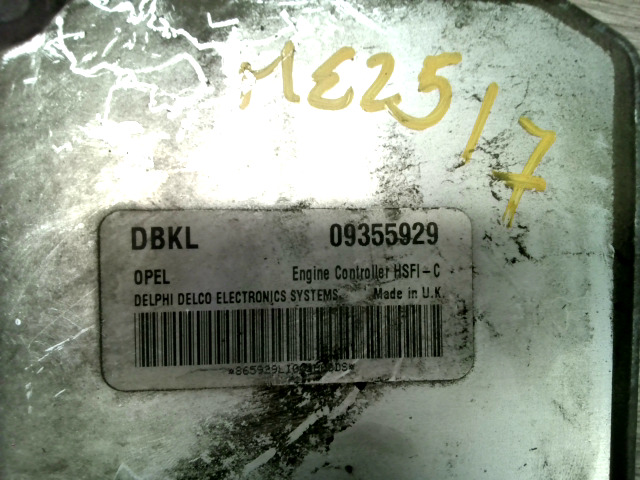 ME25/7
DBKL 09355929
OPEL Engine Controller HSFI-C
DELPHI DELCO ELECTRONICS SYSTEMS Made in U.K.